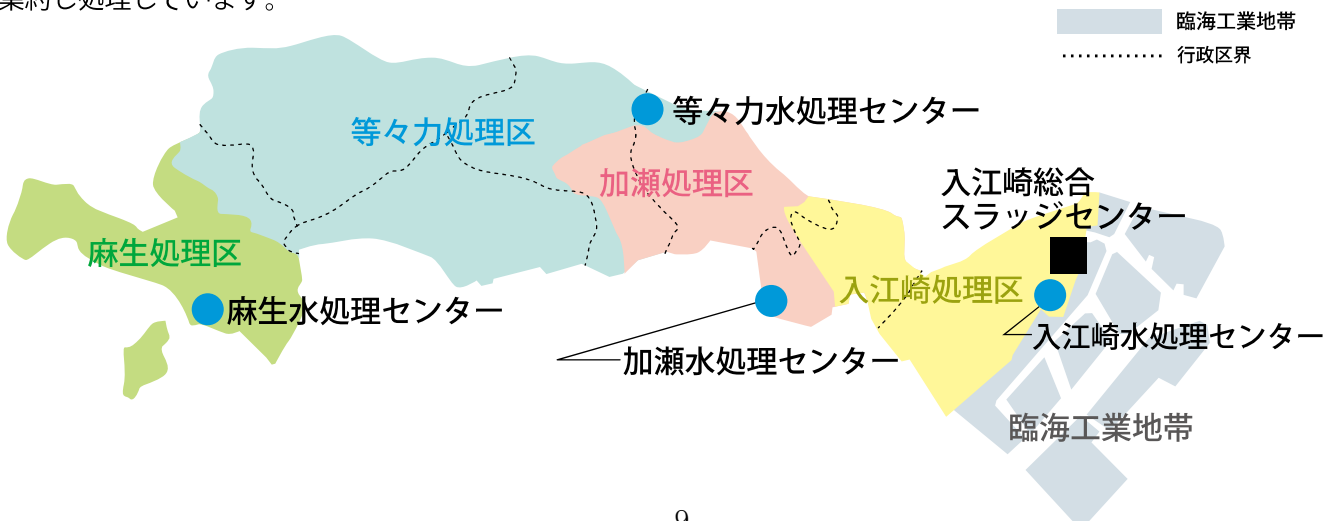 集約し処理しています。
臨海工業地帯
行政区界
等々力水処理センター
等々力処理区
加瀬処理区
入江崎総合
スラッジセンター
麻生処理区
入江崎処理区
麻生水処理センター
入江崎水処理センター
加瀬水処理センター
臨海工業地帯
9